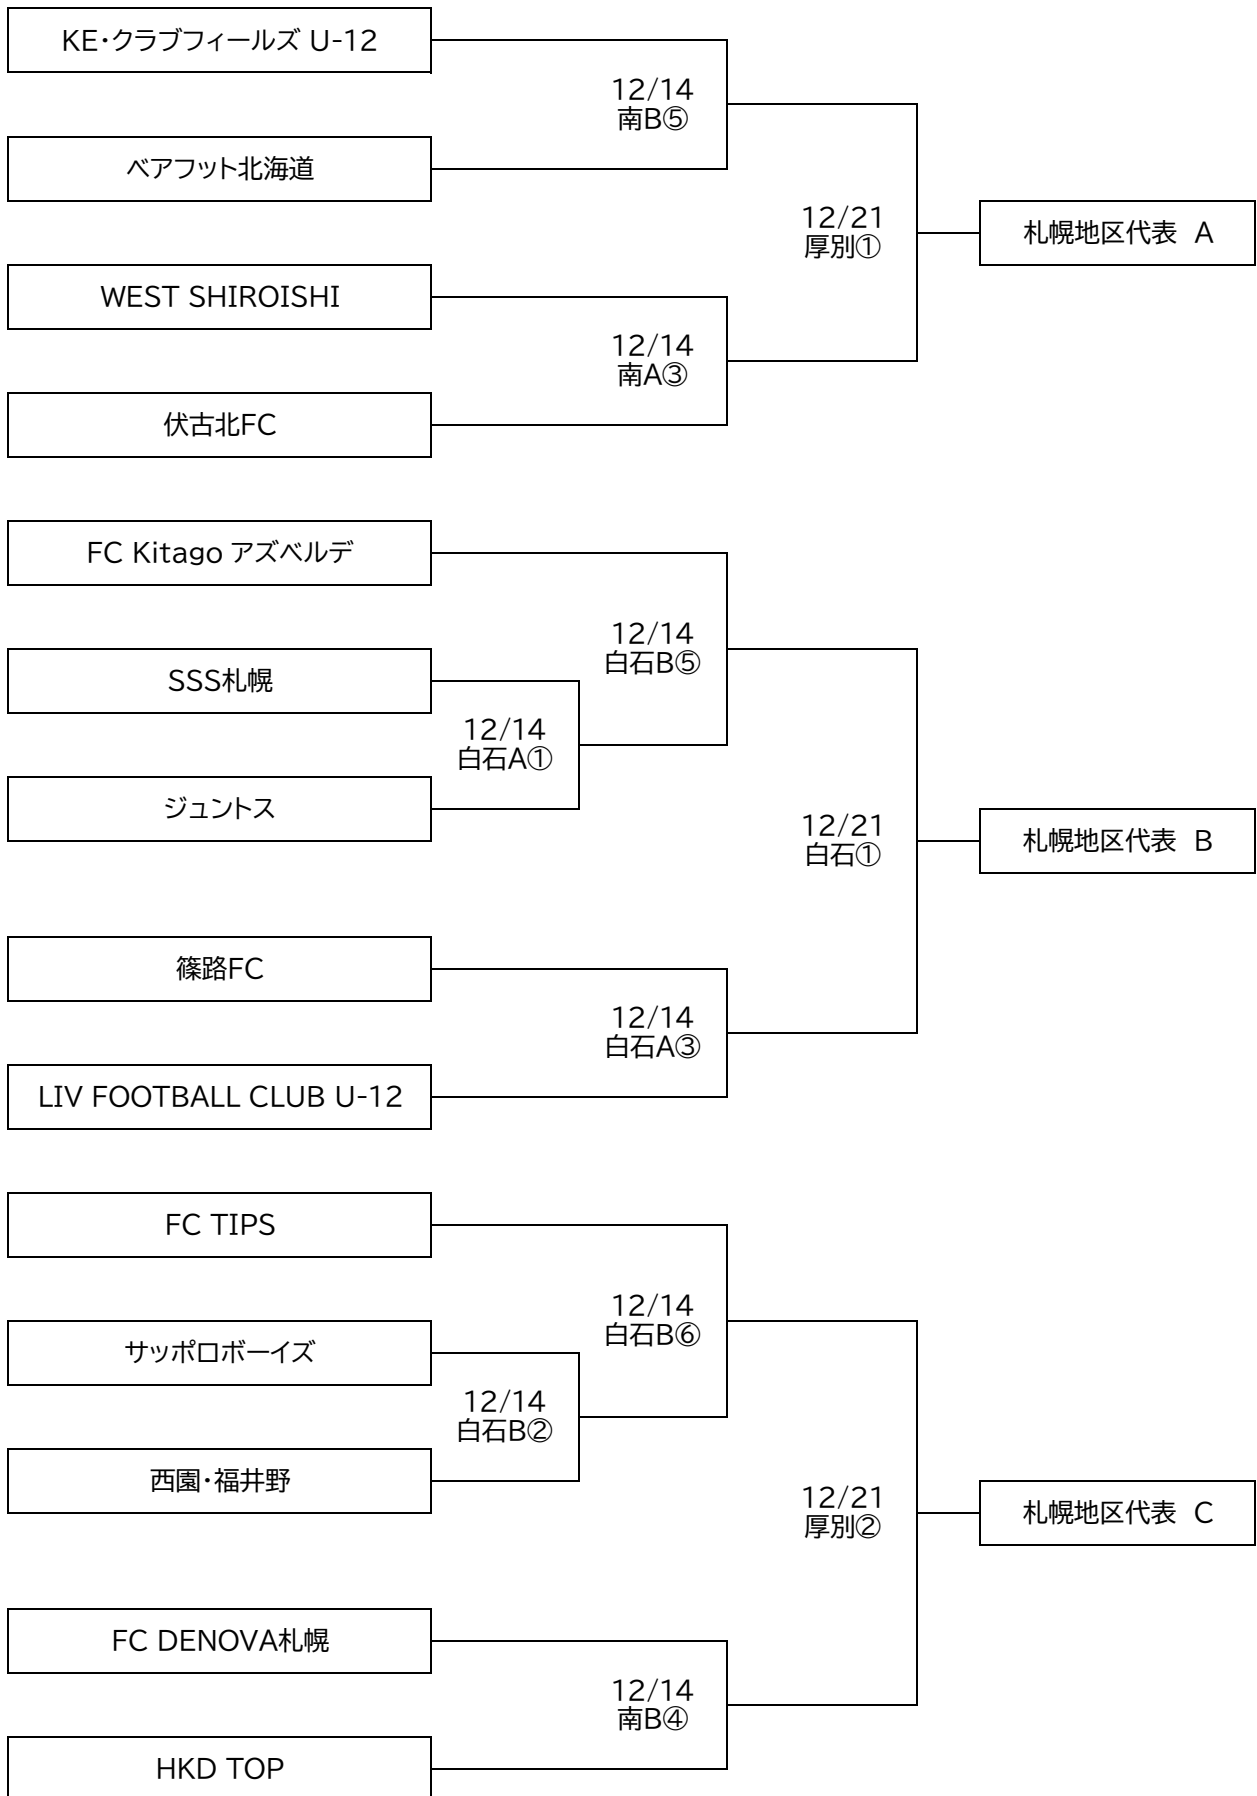 KE・クラブフィールズ U-12
12/14
南B⑤
ベアフット北海道
12/21
厚別①
札幌地区代表 A
WEST SHIROISHI
12/14
南A③
伏古北FC
FC Kitago アズベルデ
12/14
白石B⑤
SSS札幌
12/14
白石A①
ジュントス
12/21
白石①
札幌地区代表 B
篠路FC
12/14
白石A③
LIV FOOTBALL CLUB U-12
FC TIPS
12/14
白石B⑥
サッポロボーイズ
12/14
白石B②
西園・福井野
12/21
厚別②
札幌地区代表 C
FC DENOVA札幌
12/14
南B④
HKD TOP